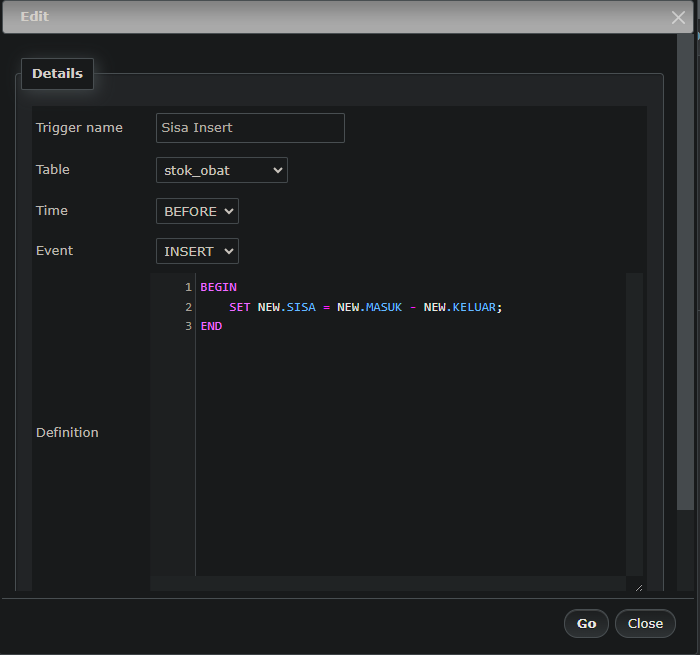 Edit
Details
Trigger name
Sisa Insert
Table
stok_obat
Time
BEFORE
Event
INSERT
Definition
1 BEGIN
2 SET NEW.SISA = NEW.MASUK - NEW.KELUAR;
3 END
Go
Close